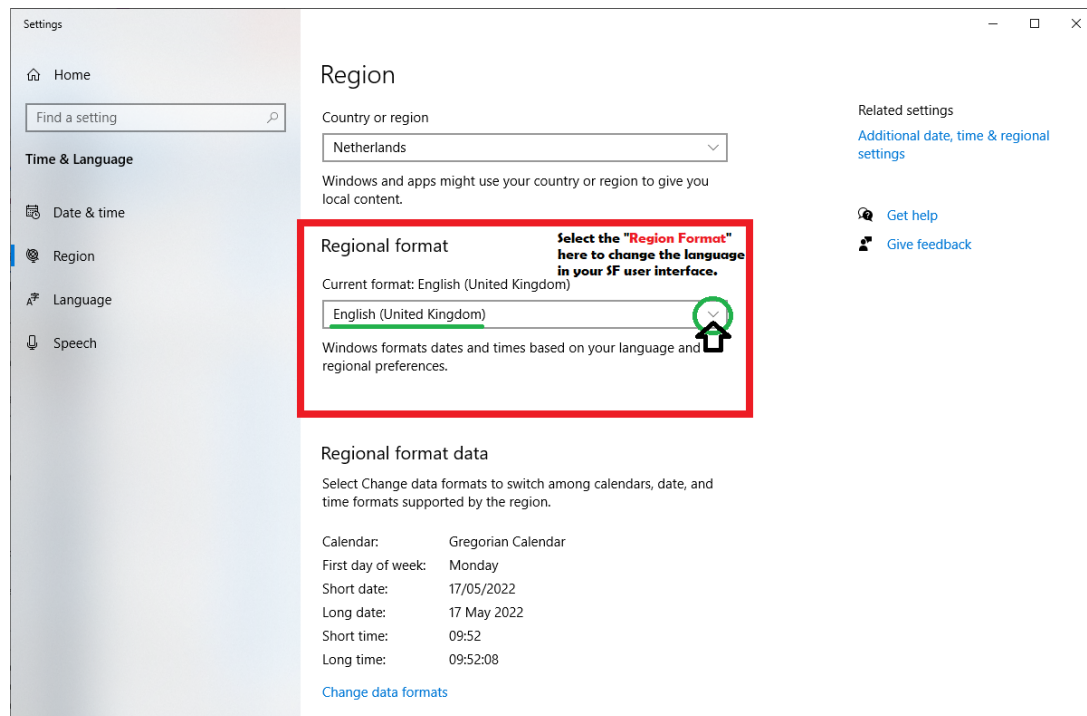 Settings
Home
Find a setting
Time & Language
Date & time
Region
Language
Speech
Region
Country or region
Netherlands
Windows and apps might use your country or region to give you
local content.
Regional format
Select the "Region Format"
here to change the language
in your SF user interface.
Current format: English (United Kingdom)
English (United Kingdom)
Windows formats dates and times based on your language and
regional preferences.
Regional format data
Select Change data formats to switch among calendars, date, and
time formats supported by the region.
Calendar: Gregorian Calendar
First day of week: Monday
Short date: 17/05/2022
Long date: 17 May 2022
Short time: 09:52
Long time: 09:52:08
Change data formats
Related settings
Additional date, time & regional
settings
Get help
Give feedback